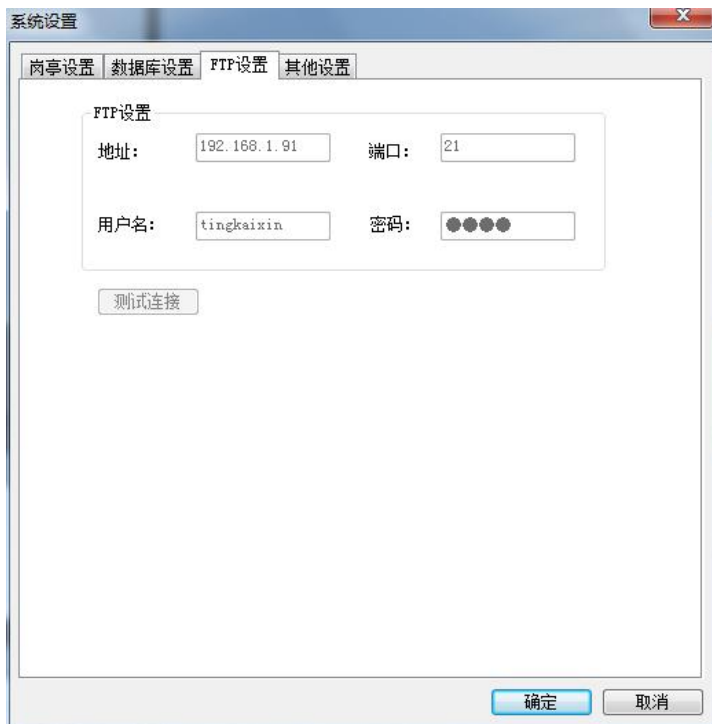 系统设置
岗亭设置 数据库设置 FTP设置 其他设置
FTP设置
地址： 192.168.1.91 端口： 21
用户名： tingkaixin 密码： ●●●●
测试连接
确定 取消